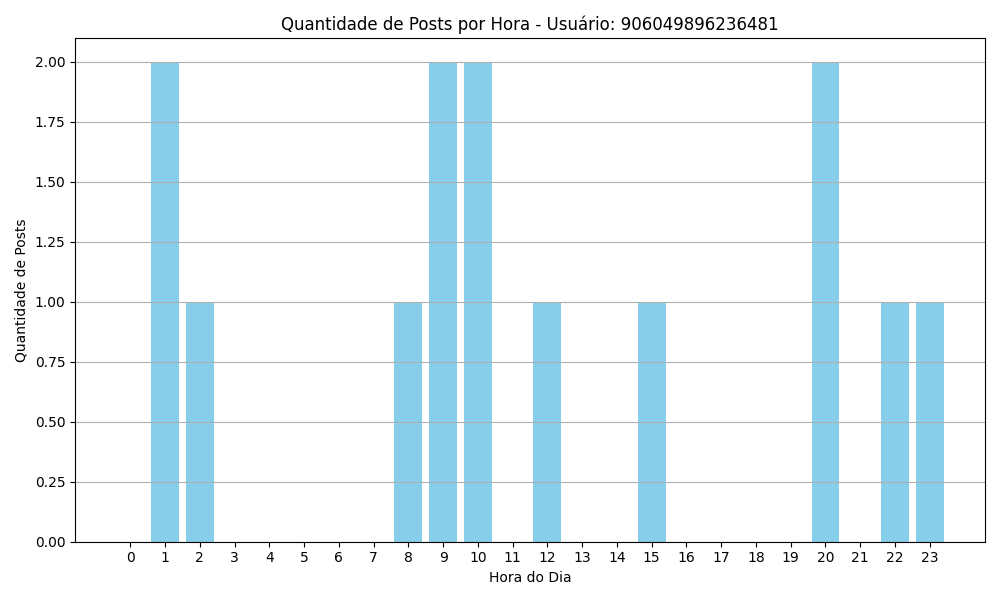 Quantidade de Posts por Hora - Usuário: 906049896236481
2.00
1.75
1.50
1.25
1.00
0.75
0.50
0.25
0.00
Quantidade de Posts
0 1 2 3 4 5 6 7 8 9 10 11 12 13 14 15 16 17 18 19 20 21 22 23
Hora do Dia